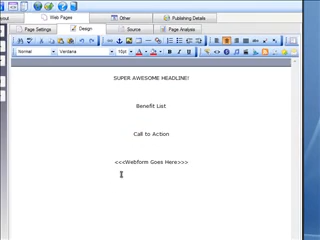 yout
Web Pages
Other
Publishing Details
Page Settings
Design
Source
Page Analysis
B I U
Normal
Verdana
10pt
SUPER AWESOME HEADLINE!
Benefit List
Call to Action
<<<Webform Goes Here>>>